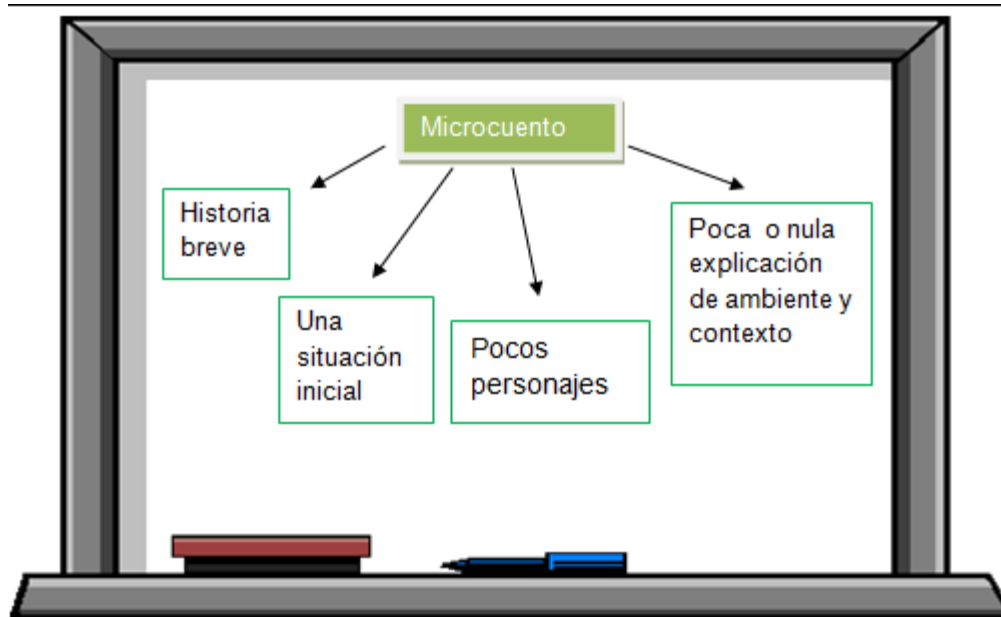 Microcuento
Historia
breve
Una
situación
inicial
Pocos
personajes
Poca o nula
explicación
de ambiente y
contexto